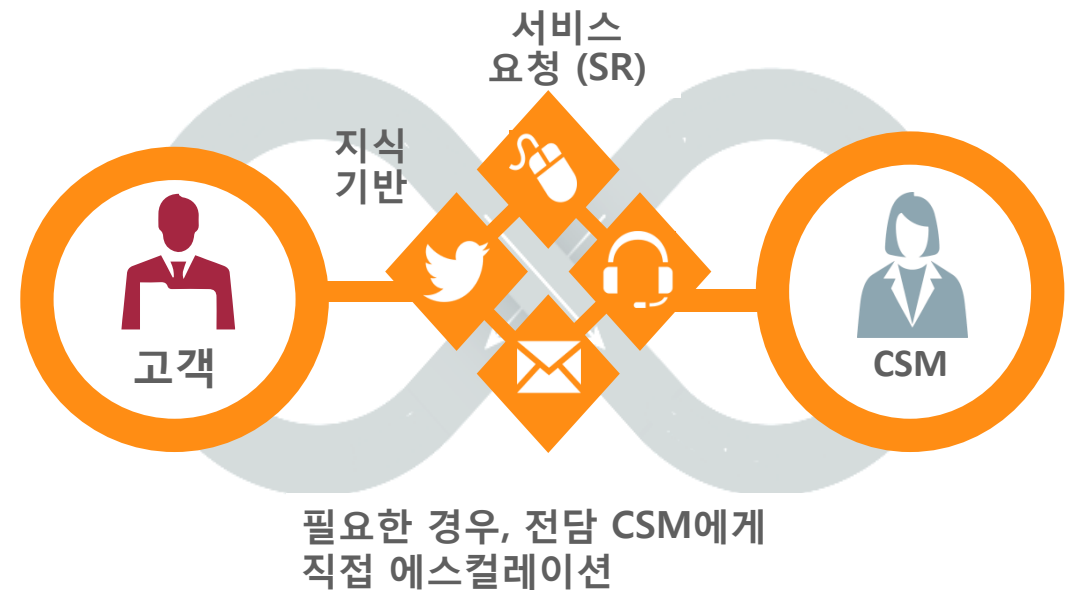 서비스
요청 (SR)
지식
기반
고객
CSM
필요한 경우, 전담 CSM에게
직접 에스컬레이션